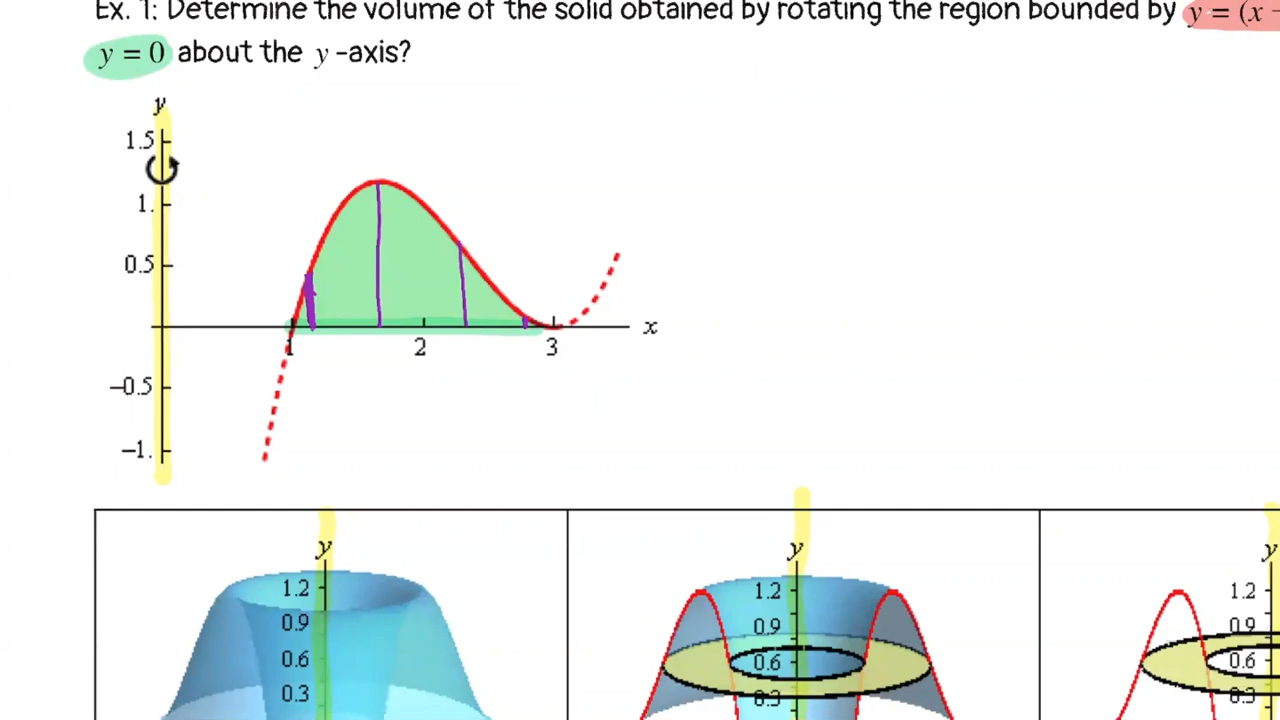 Ex. 1: Determine the volume of the solid obtained by rotating the region bounded by y = (x -
y = 0 about the y -axis?
y
1.5
1.
0.5
x
1 2 3
-0.5
-1.
y y y
1.2 1.2 1.2
0.9 0.9 0.9
0.6 0.6 0.6
0.3 0.3 0.3